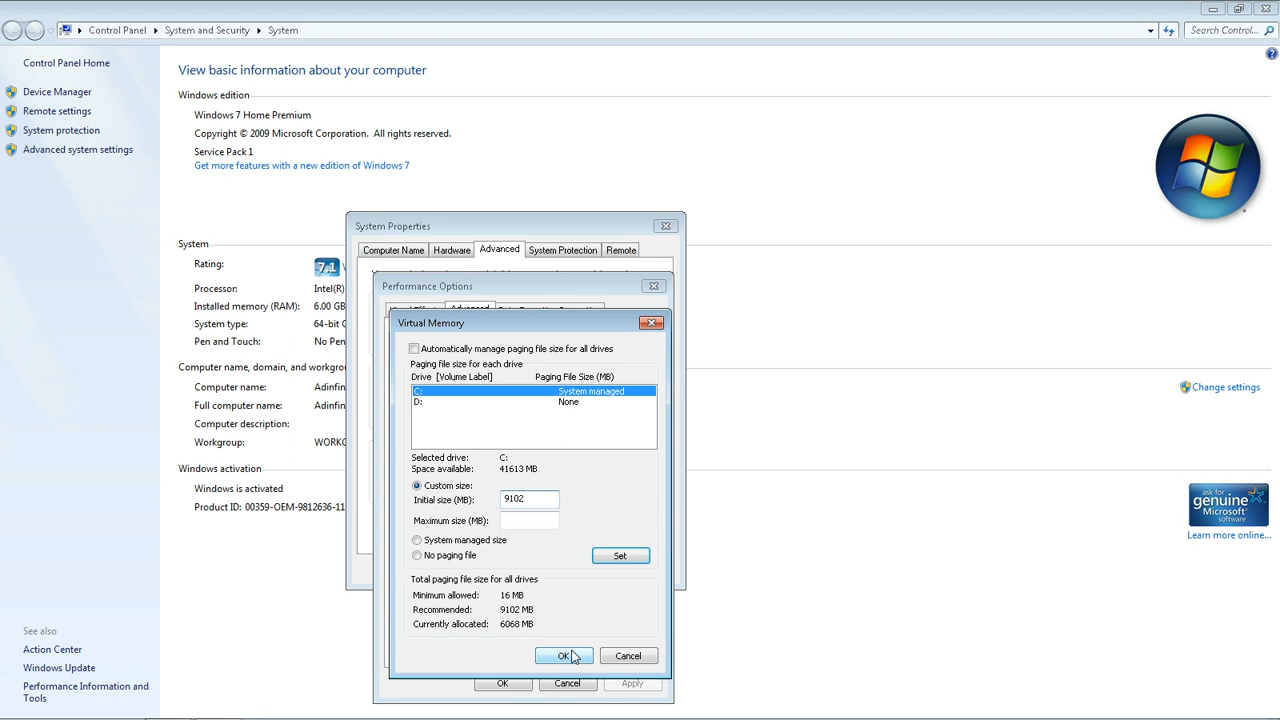 Control Panel
System and Security
System
Search Control...
Control Panel Home
Device Manager
Remote settings
System protection
Advanced system settings
View basic information about your computer
Windows edition
Windows 7 Home Premium
Copyright © 2009 Microsoft Corporation. All rights reserved.
Service Pack 1
Get more features with a new edition of Windows 7
System
Rating:
7,1
Processor:
Intel(R)
Installed memory (RAM):
6.00 GB
System type:
64-bit
Pen and Touch:
No Pen
Computer name, domain, and workgro
Computer name:
Adinfin
Full computer name:
Adinfin
Computer description:
Workgroup:
WORKG
Change settings
Windows activation
Windows is activated
Product ID: 00359-OEM-9812636-11
ask for
genuine
Microsoft
software
Learn more online...
See also
Action Center
Windows Update
Performance Information and
Tools
System Properties
Computer Name
Hardware
Advanced
System Protection
Remote
Performance Options
Advanced
OK
Cancel
Apply
Virtual Memory
Automatically manage paging file size for all drives
Paging file size for each drive
Drive [Volume Label]
Paging File Size (MB)
C:
System managed
D:
None
Selected drive:
C:
Space available:
41613 MB
Custom size:
Initial size (MB):
9102
Maximum size (MB):
System managed size
No paging file
Set
Total paging file size for all drives
Minimum allowed:
16 MB
Recommended:
9102 MB
Currently allocated:
6068 MB
OK
Cancel